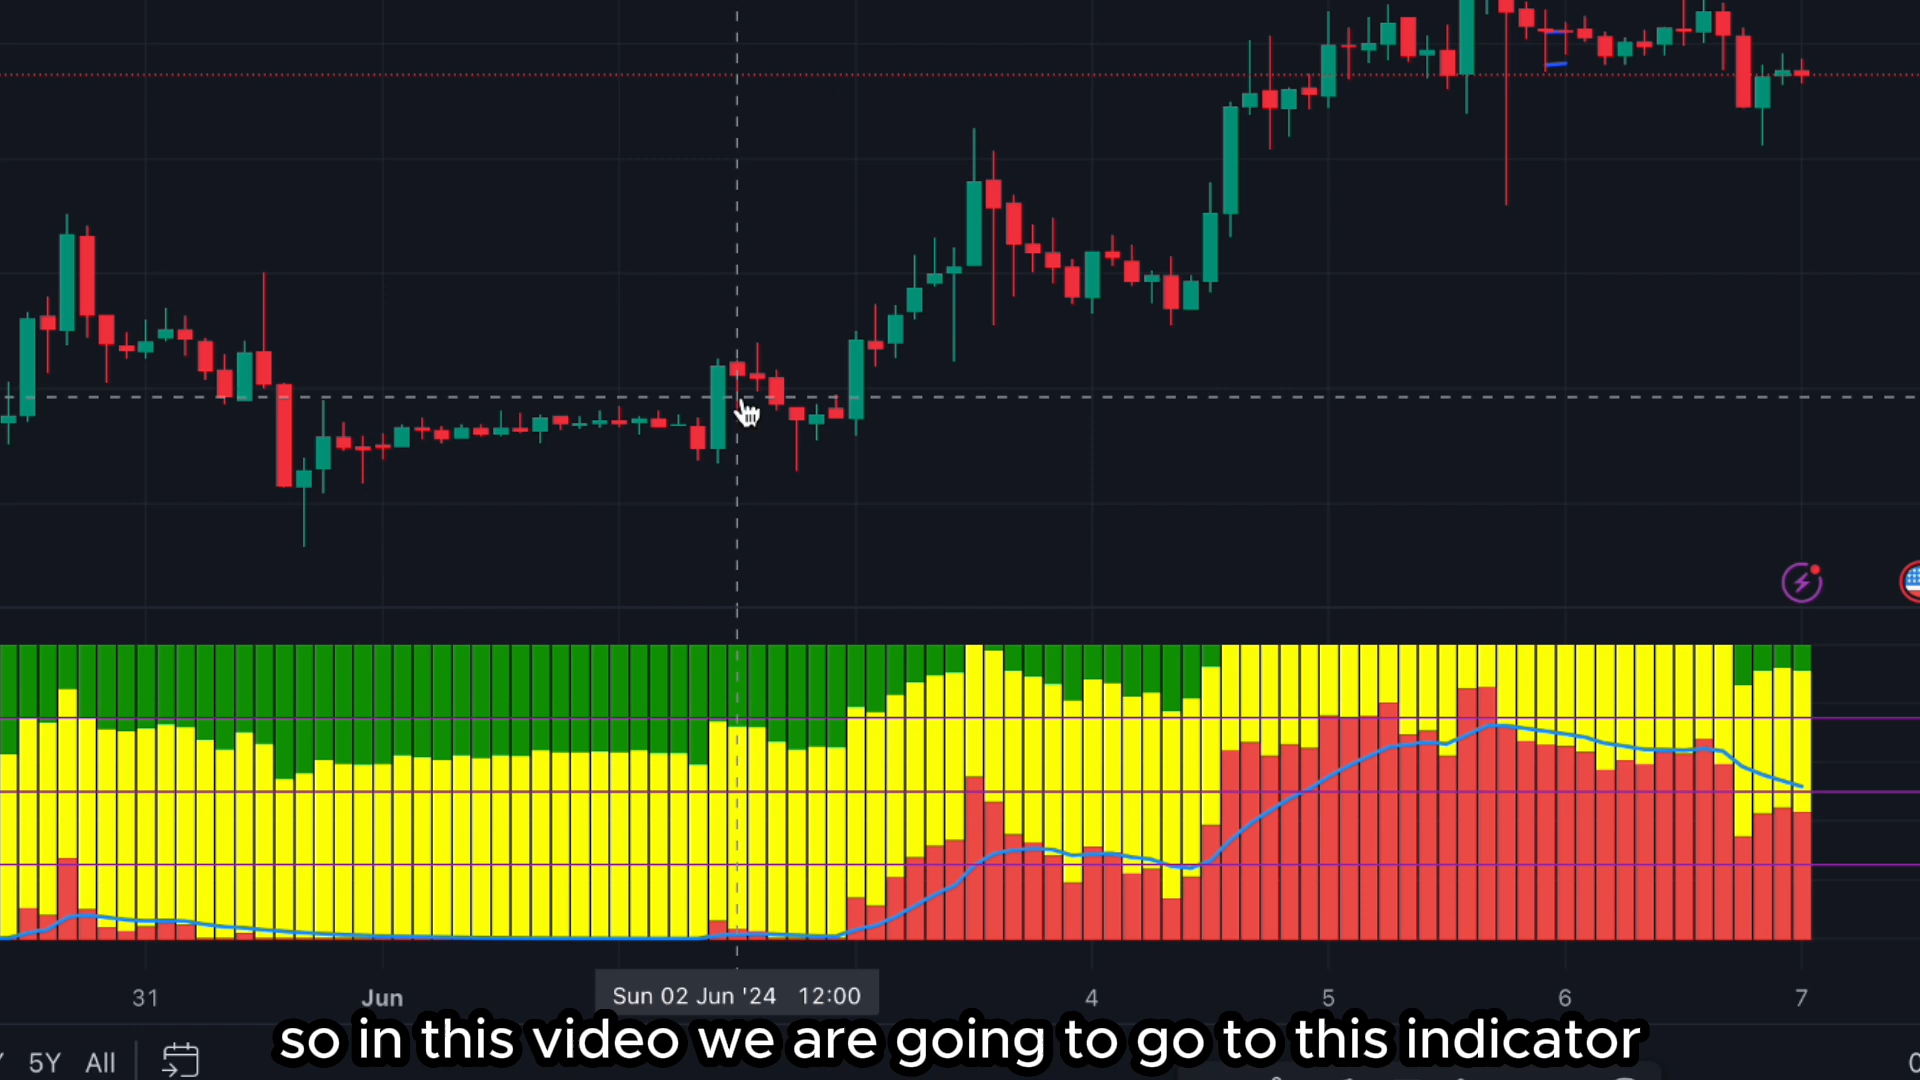 31 Jun Sun 02 Jun '24 12:00 4 5 6 7
so in this video we are going to go to this indicator
5Y All